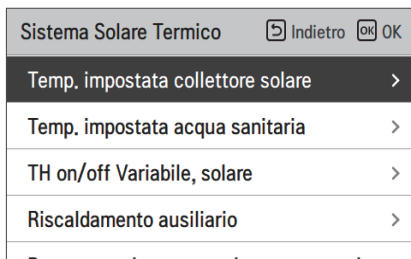 Sistema Solare Termico Indietro OK OK
Temp. impostata collettore solare
Temp. impostata acqua sanitaria
TH on/off Variabile, solare
Riscaldamento ausiliario